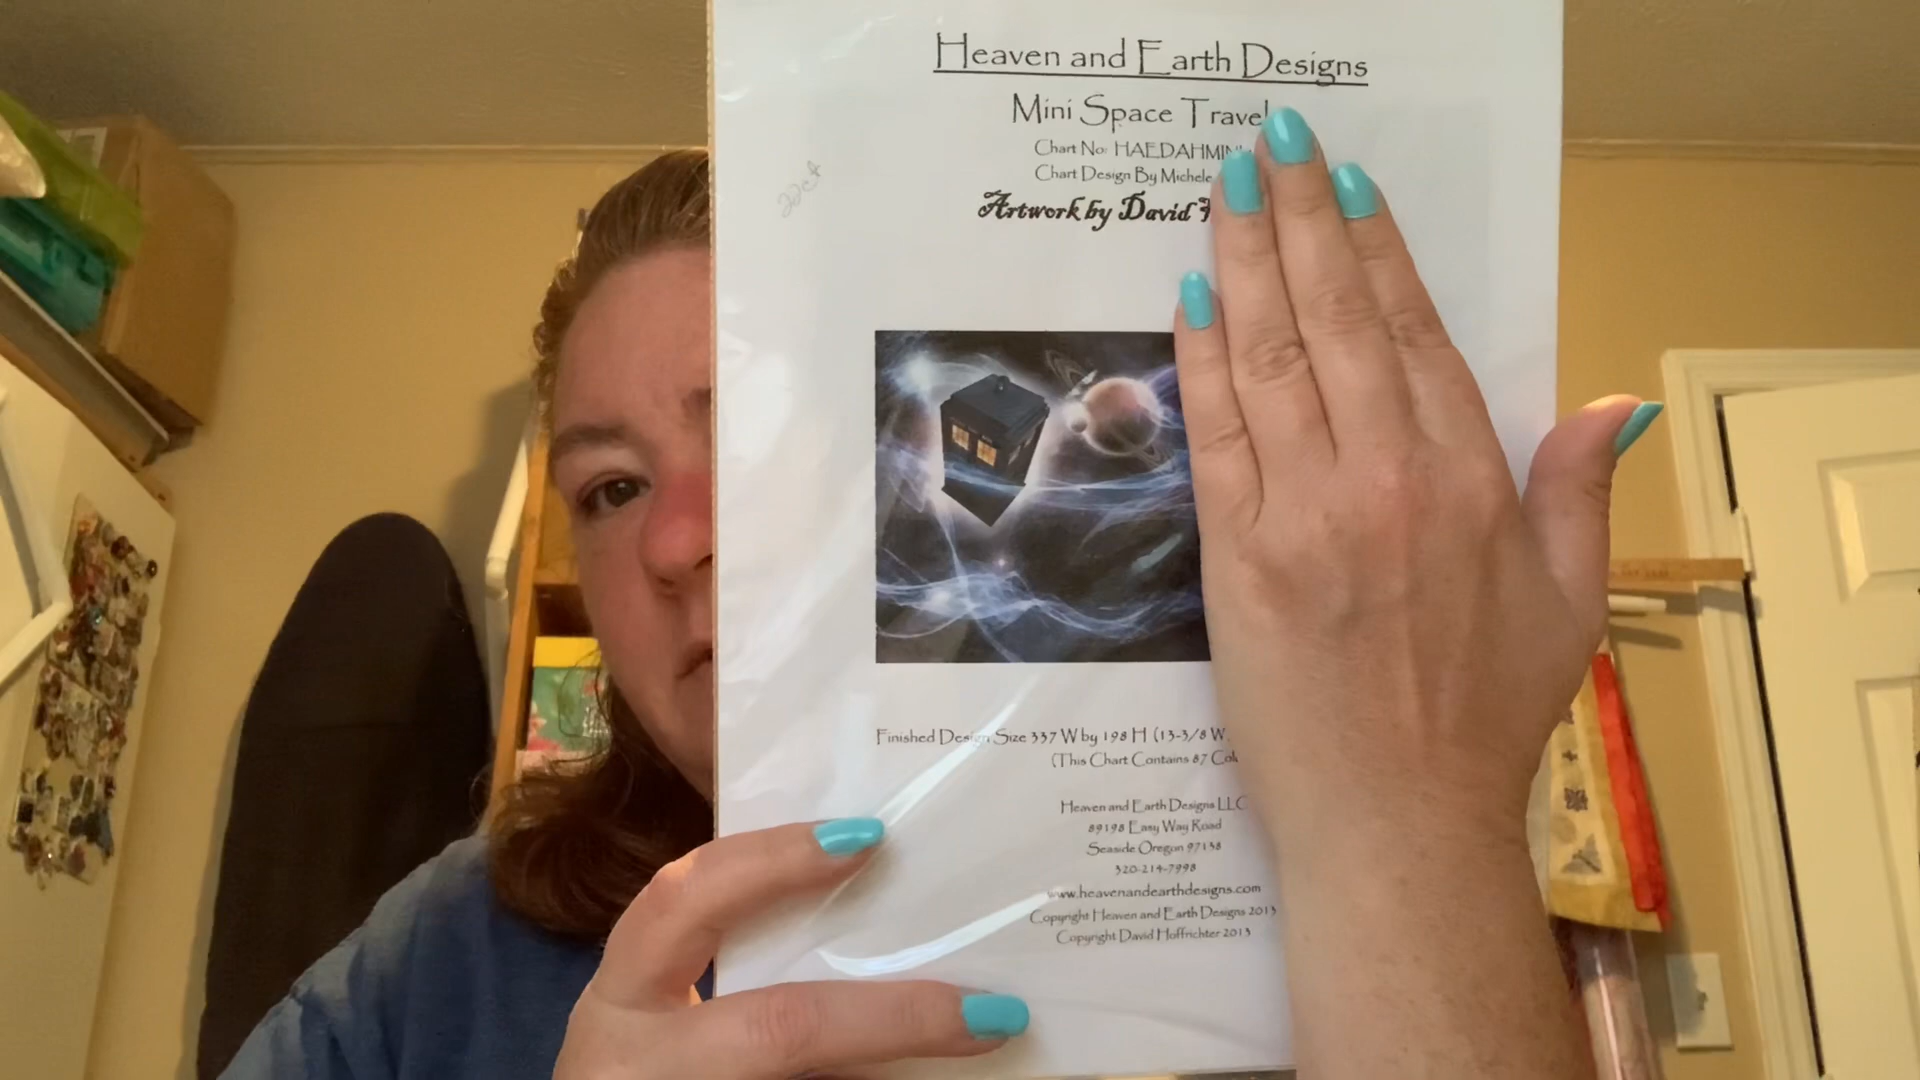 Heaven and Earth Designs
Mini Space Travel
Chart No: HAEDAHMIN
Chart Design By Michele
22ct
Artwork by David
Finished Design Size 337 W by 198 H (13-3/8 W
(This Chart Contains 87 Col
Heaven and Earth Designs LLC
89198 Easy Way Road
Seaside Oregon 97138
320-214-7998
www.heavenandearthdesigns.com
Copyright Heaven and Earth Designs 2013
Copyright David Hoffrichter 2013